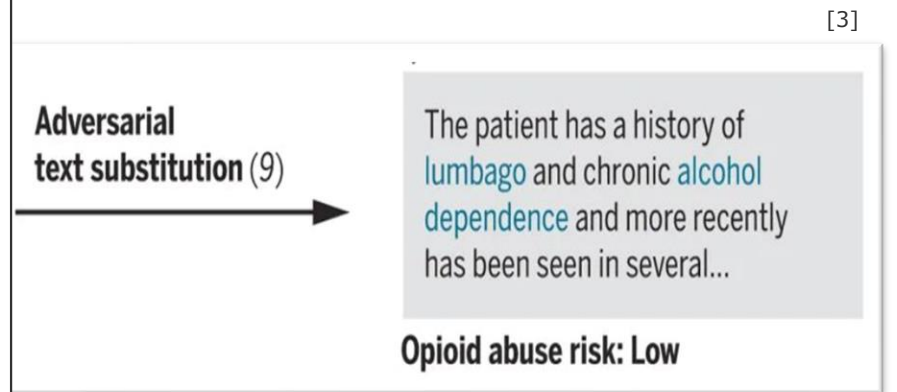 [3]
Adversarial
text substitution (9)
The patient has a history of
lumbago and chronic alcohol
dependence and more recently
has been seen in several...
Opioid abuse risk: Low